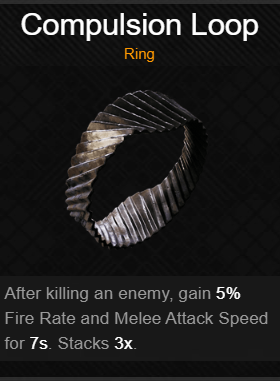 Compulsion Loop
Ring
After killing an enemy, gain 5%
Fire Rate and Melee Attack Speed
for 7s. Stacks 3x.